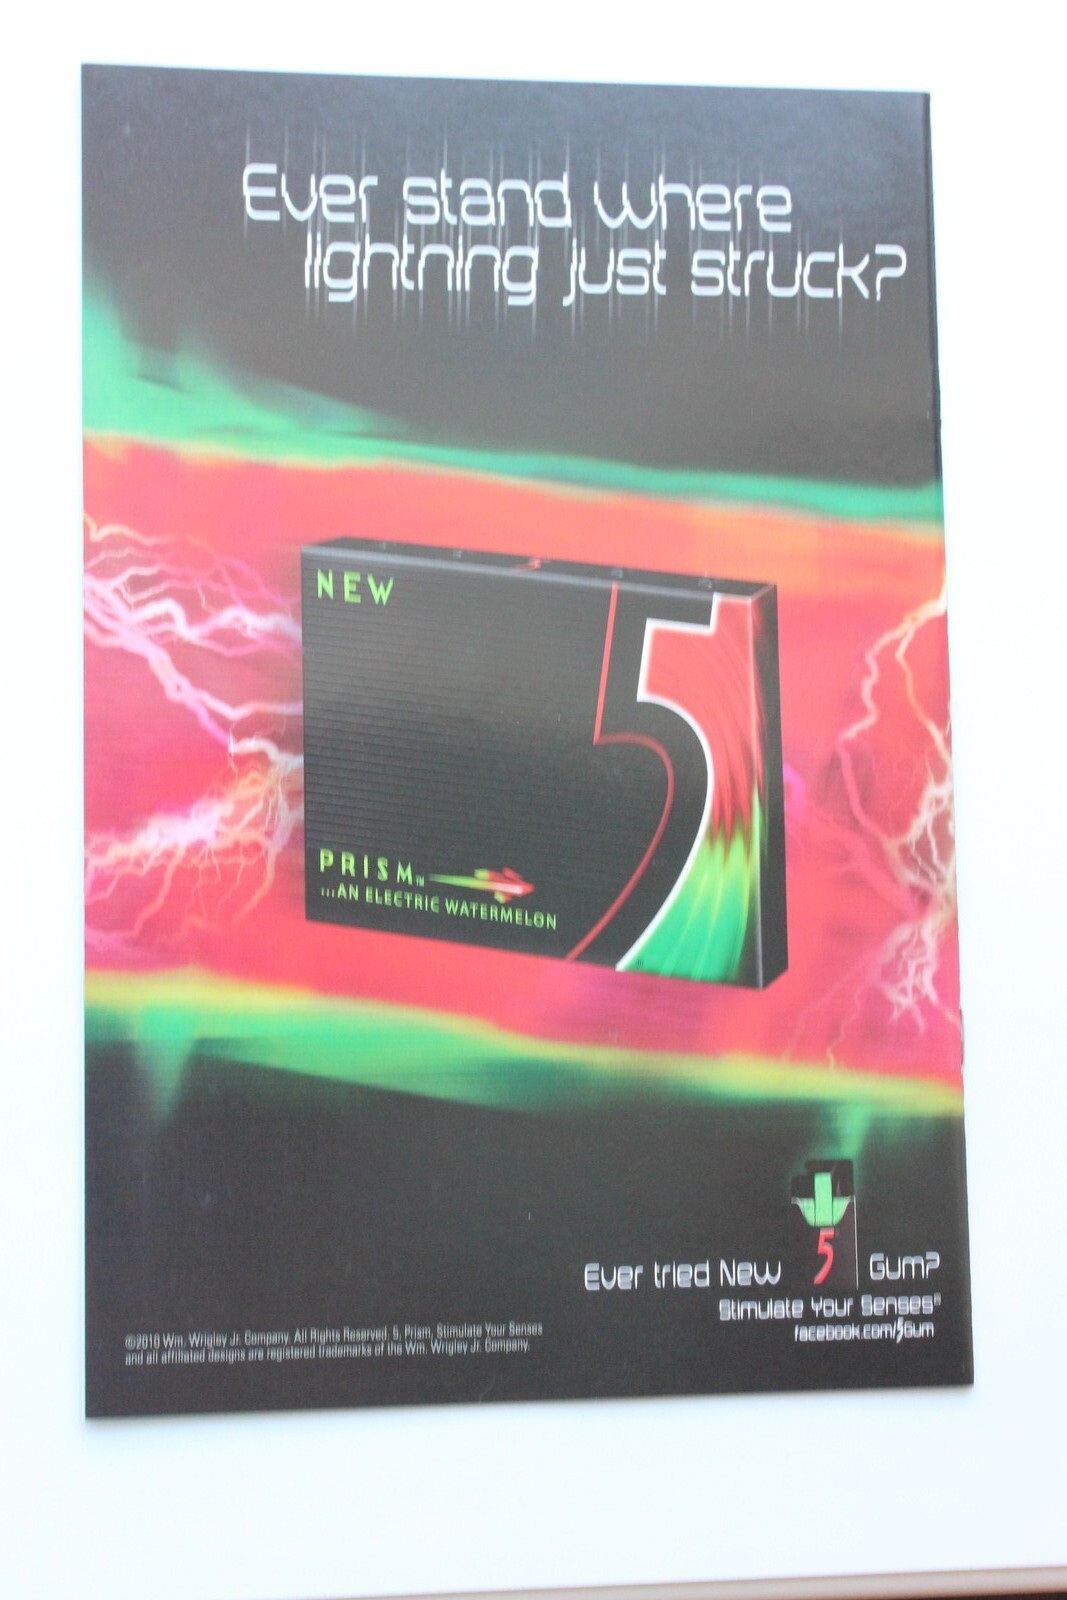 Ever stand where
lightning just struck?
NEW
5
PRISM™
...AN ELECTRIC WATERMELON
5
Ever tried New Gum?
Stimulate Your Senses®
facebook.com/5Gum
©2010 Wm. Wrigley Jr. Company. All Rights Reserved. 5, Prism, Stimulate Your Senses
and all affiliated designs are registered trademarks of the Wm. Wrigley Jr. Company.